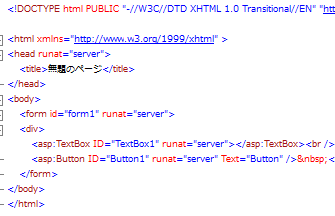 <!DOCTYPE html PUBLIC "-//W3C//DTD XHTML 1.0 Transitional//EN" "htt
<html xmlns="http://www.w3.org/1999/xhtml" >
<head runat="server">
<title>無題のページ</title>
</head>
<body>
<form id="form1" runat="server">
<div>
<asp:TextBox ID="TextBox1" runat="server"></asp:TextBox><br />
<asp:Button ID="Button1" runat="server" Text="Button" />&nbsp;<
</form>
</body>
</html>